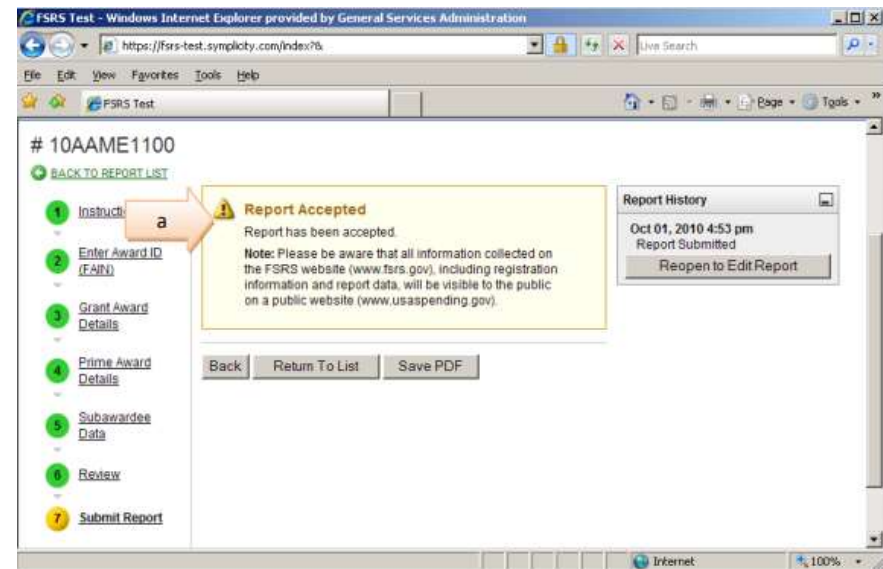 FSRS Test - Windows Internet Explorer provided by General Services Administration
https://fsrs-test.symplicity.com/index?&
Live Search
File Edit View Favorites Tools Help
FSRS Test
Page Tools
# 10AAME1100
BACK TO REPORT LIST
1 Instructi
a
2 Enter Award ID
(FAIN)
3 Grant Award
Details
4 Prime Award
Details
5 Subawardee
Data
6 Review
7 Submit Report
Report Accepted
Report has been accepted.
Note: Please be aware that all information collected on
the FSRS website (www.fsrs.gov), including registration
information and report data, will be visible to the public
on a public website (www.usaspending.gov).
Back Return To List Save PDF
Report History
Oct 01, 2010 4:53 pm
Report Submitted
Reopen to Edit Report
Internet 100%